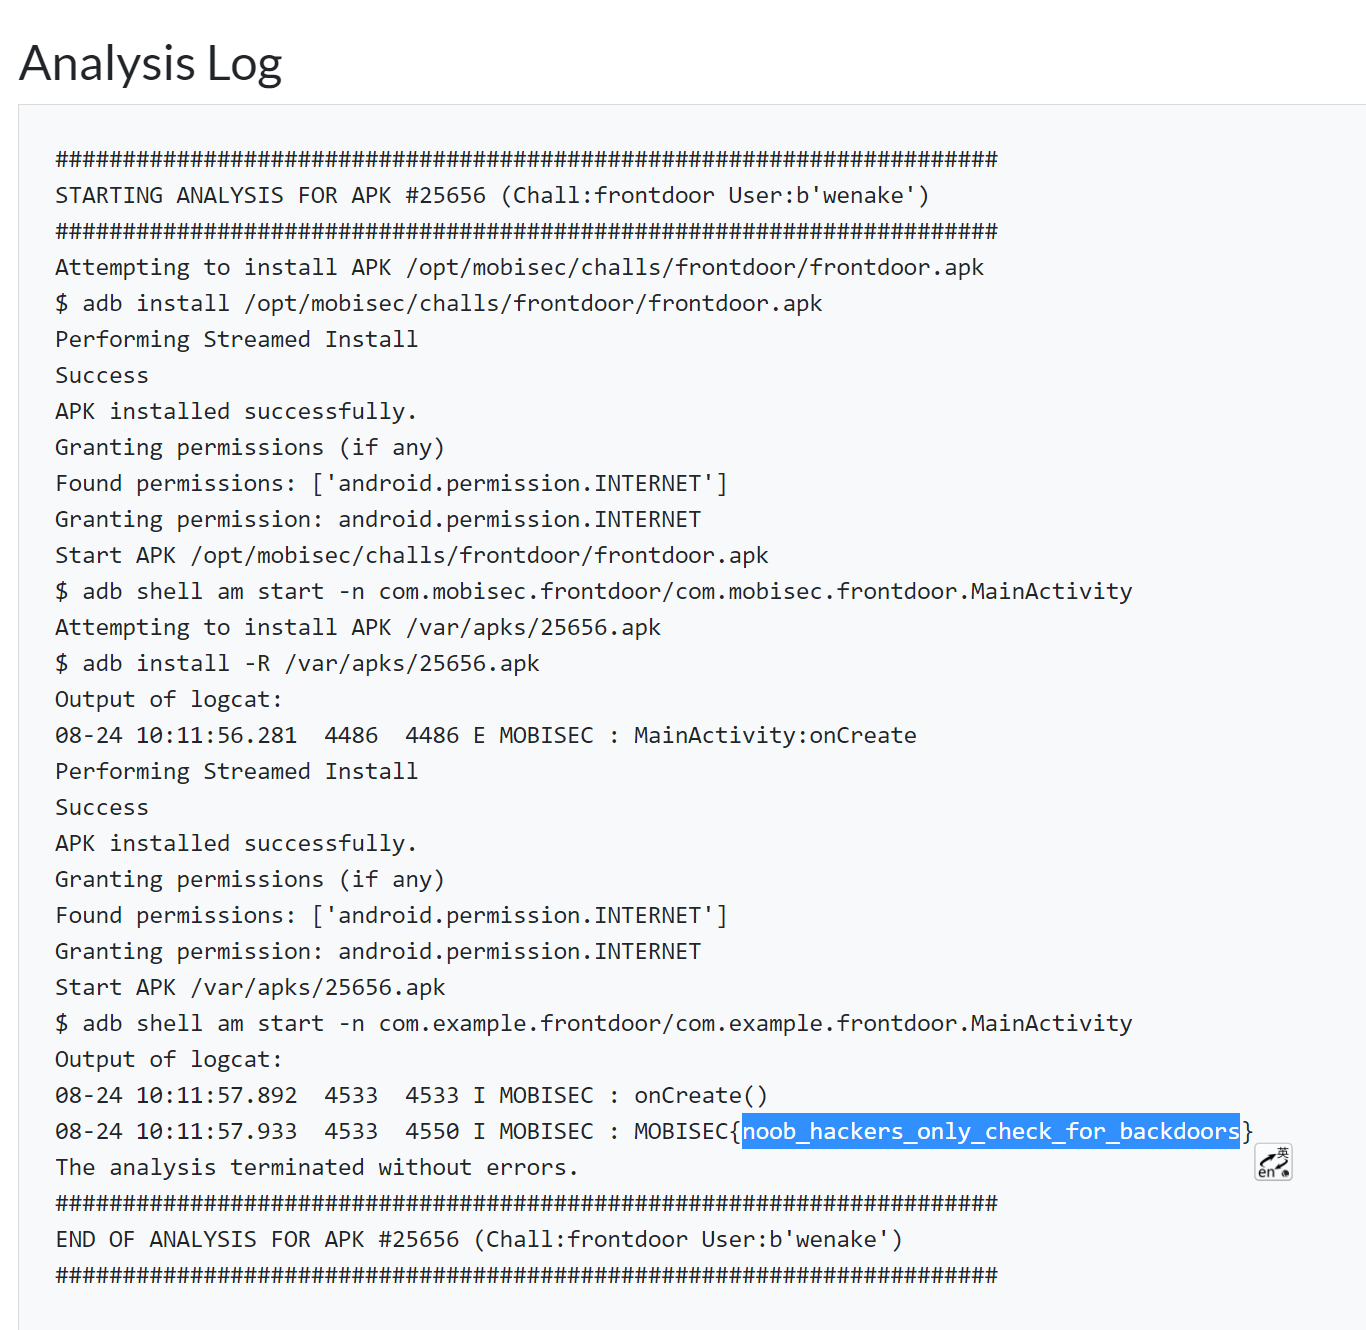 Analysis Log
######################################################################
STARTING ANALYSIS FOR APK #25656 (Chall:frontdoor User:b'wenake')
######################################################################
Attempting to install APK /opt/mobisec/challs/frontdoor/frontdoor.apk
$ adb install /opt/mobisec/challs/frontdoor/frontdoor.apk
Performing Streamed Install
Success
APK installed successfully.
Granting permissions (if any)
Found permissions: ['android.permission.INTERNET']
Granting permission: android.permission.INTERNET
Start APK /opt/mobisec/challs/frontdoor/frontdoor.apk
$ adb shell am start -n com.mobisec.frontdoor/com.mobisec.frontdoor.MainActivity
Attempting to install APK /var/apks/25656.apk
$ adb install -R /var/apks/25656.apk
Output of logcat:
08-24 10:11:56.281  4486  4486 E MOBISEC : MainActivity:onCreate
Performing Streamed Install
Success
APK installed successfully.
Granting permissions (if any)
Found permissions: ['android.permission.INTERNET']
Granting permission: android.permission.INTERNET
Start APK /var/apks/25656.apk
$ adb shell am start -n com.example.frontdoor/com.example.frontdoor.MainActivity
Output of logcat:
08-24 10:11:57.892  4533  4533 I MOBISEC : onCreate()
08-24 10:11:57.933  4533  4550 I MOBISEC : MOBISEC{noob_hackers_only_check_for_backdoors}
英
en
The analysis terminated without errors.
######################################################################
END OF ANALYSIS FOR APK #25656 (Chall:frontdoor User:b'wenake')
######################################################################